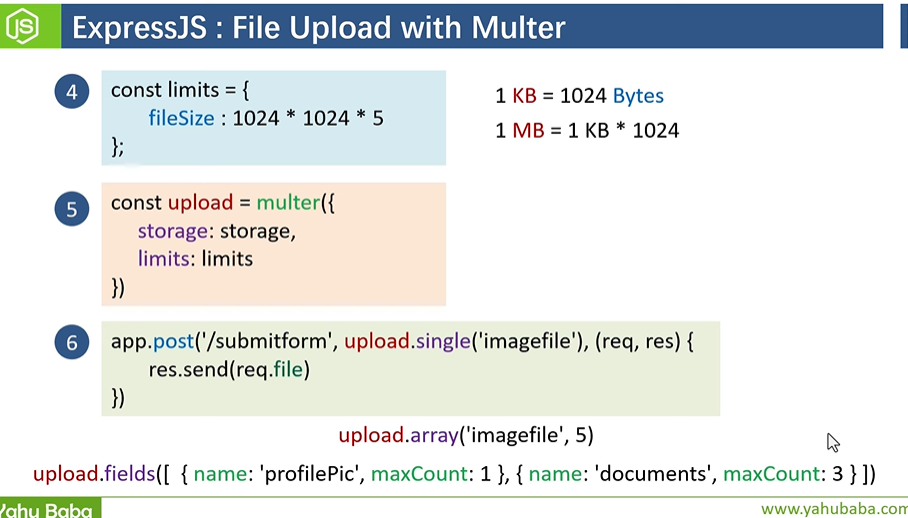 JS
ExpressJS : File Upload with Multer
4
const limits = {
fileSize : 1024 * 1024 * 5
};
1 KB = 1024 Bytes
1 MB = 1 KB * 1024
5
const upload = multer({
storage: storage,
limits: limits
})
6
app.post('/submitform', upload.single('imagefile'), (req, res) {
res.send(req.file)
})
upload.array('imagefile', 5)
upload.fields([ { name: 'profilePic', maxCount: 1 }, { name: 'documents', maxCount: 3 } ])
Yahu Baba
www.yahubaba.com